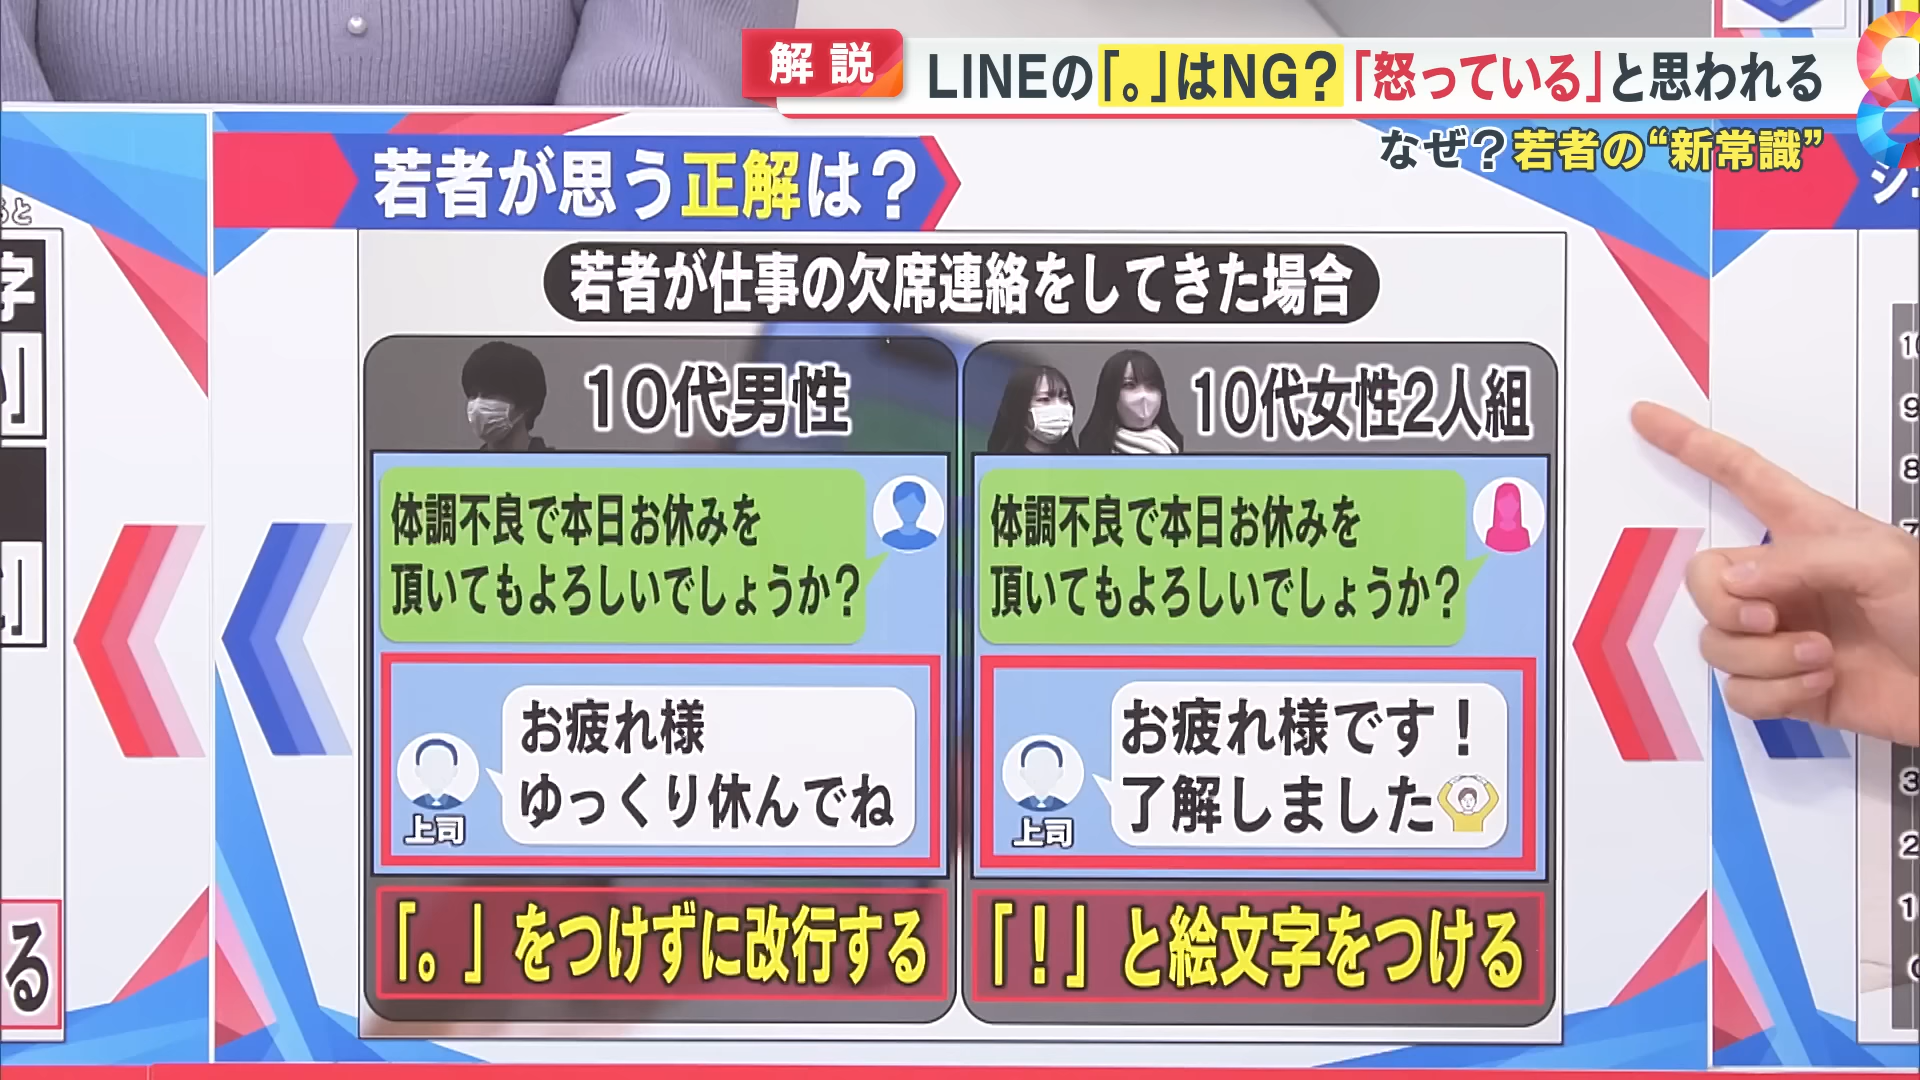 解説
LINEの「。」はNG？「怒っている」と思われる
なぜ？若者の“新常識”
若者が思う正解は？
若者が仕事の欠席連絡をしてきた場合
10代男性
体調不良で本日お休みを
頂いてもよろしいでしょうか？
お疲れ様
ゆっくり休んでね
上司
「。」をつけずに改行する
10代女性2人組
体調不良で本日お休みを
頂いてもよろしいでしょうか？
お疲れ様です！
了解しました🙆
上司
「！」と絵文字をつける
る
字
9
8
3
2
1